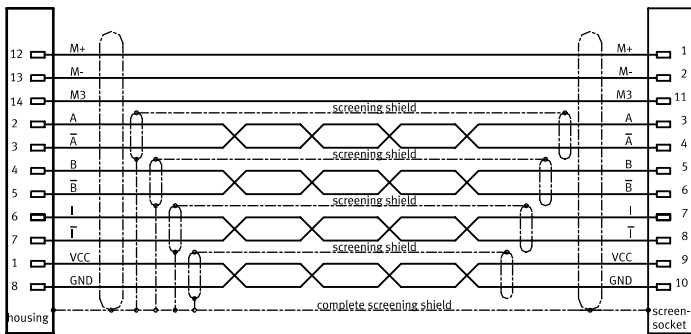 12 M+ M+ 1
13 M- M- 2
14 M3 M3 11
screening shield
2 A A 3
3 A̅ A̅ 4
screening shield
4 B B 5
5 B̅ B̅ 6
screening shield
6 I I 7
7 I̅ I̅ 8
screening shield
1 VCC VCC 9
8 GND GND 10
complete screening shield
housing
screen-
socket